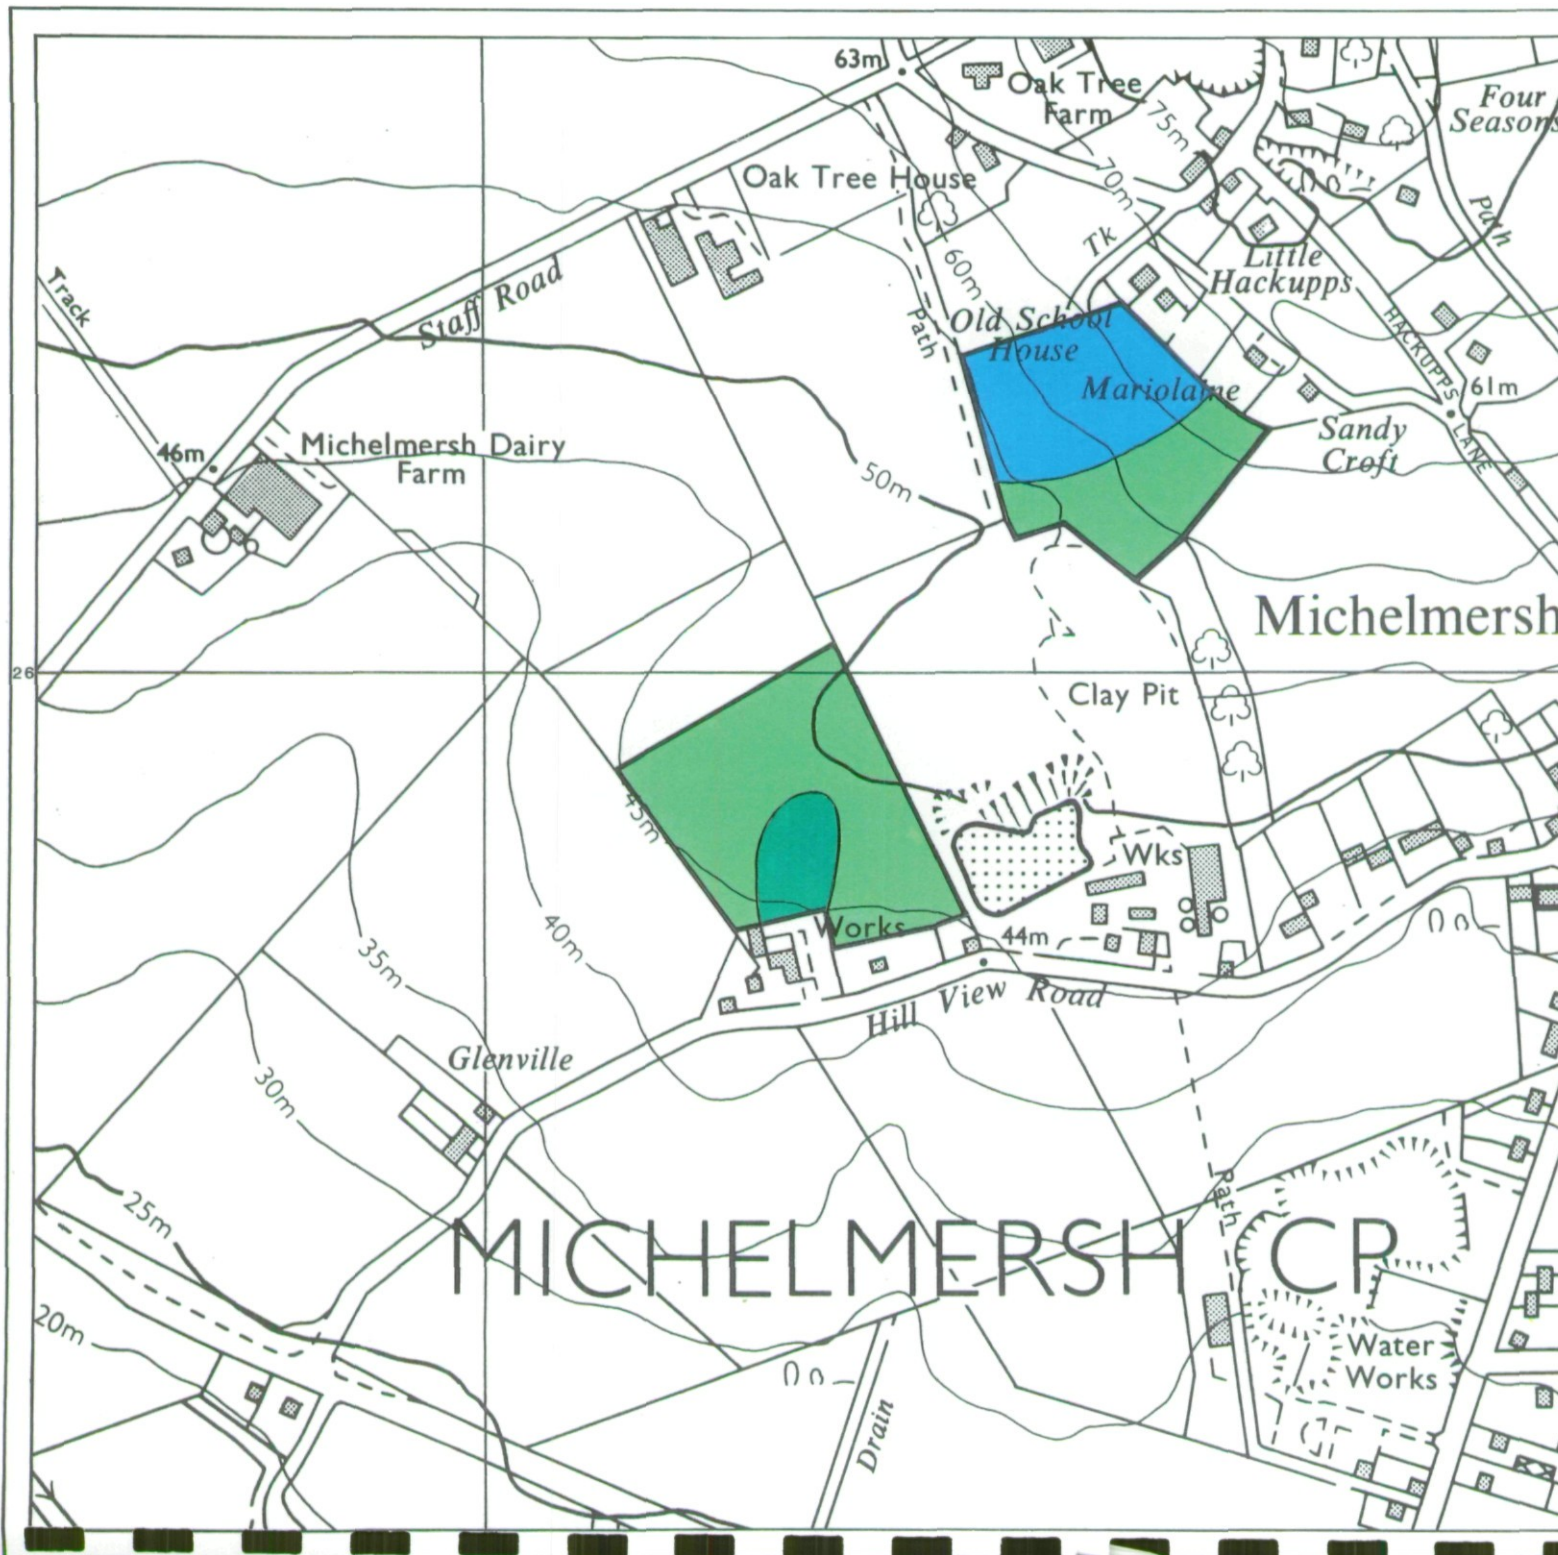 63m
Oak Tree
Farm
75m
Four
Seasons
70m
Oak Tree House
Path
Tk
Little
Hackupps
Track
Staff Road
60m
Path
Old School
House
Mariolaine
HACKUPPS
LANE
61m
46m
Michelmersh Dairy
Farm
50m
Sandy
Croft
26
Michelmersh
Clay Pit
45m
Wks
Works
44m
40m
35m
Hill View Road
Glenville
30m
Path
25m
MICHELMERSH CP
20m
Water
Works
Drain